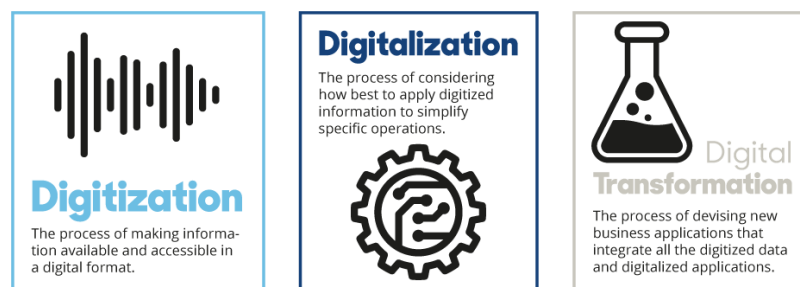 Digitization
The process of making informa-
tion available and accessible in
a digital format.
Digitalization
The process of considering
how best to apply digitized
information to simplify
specific operations.
Digital
Transformation
The process of devising new
business applications that
integrate all the digitized data
and digitalized applications.